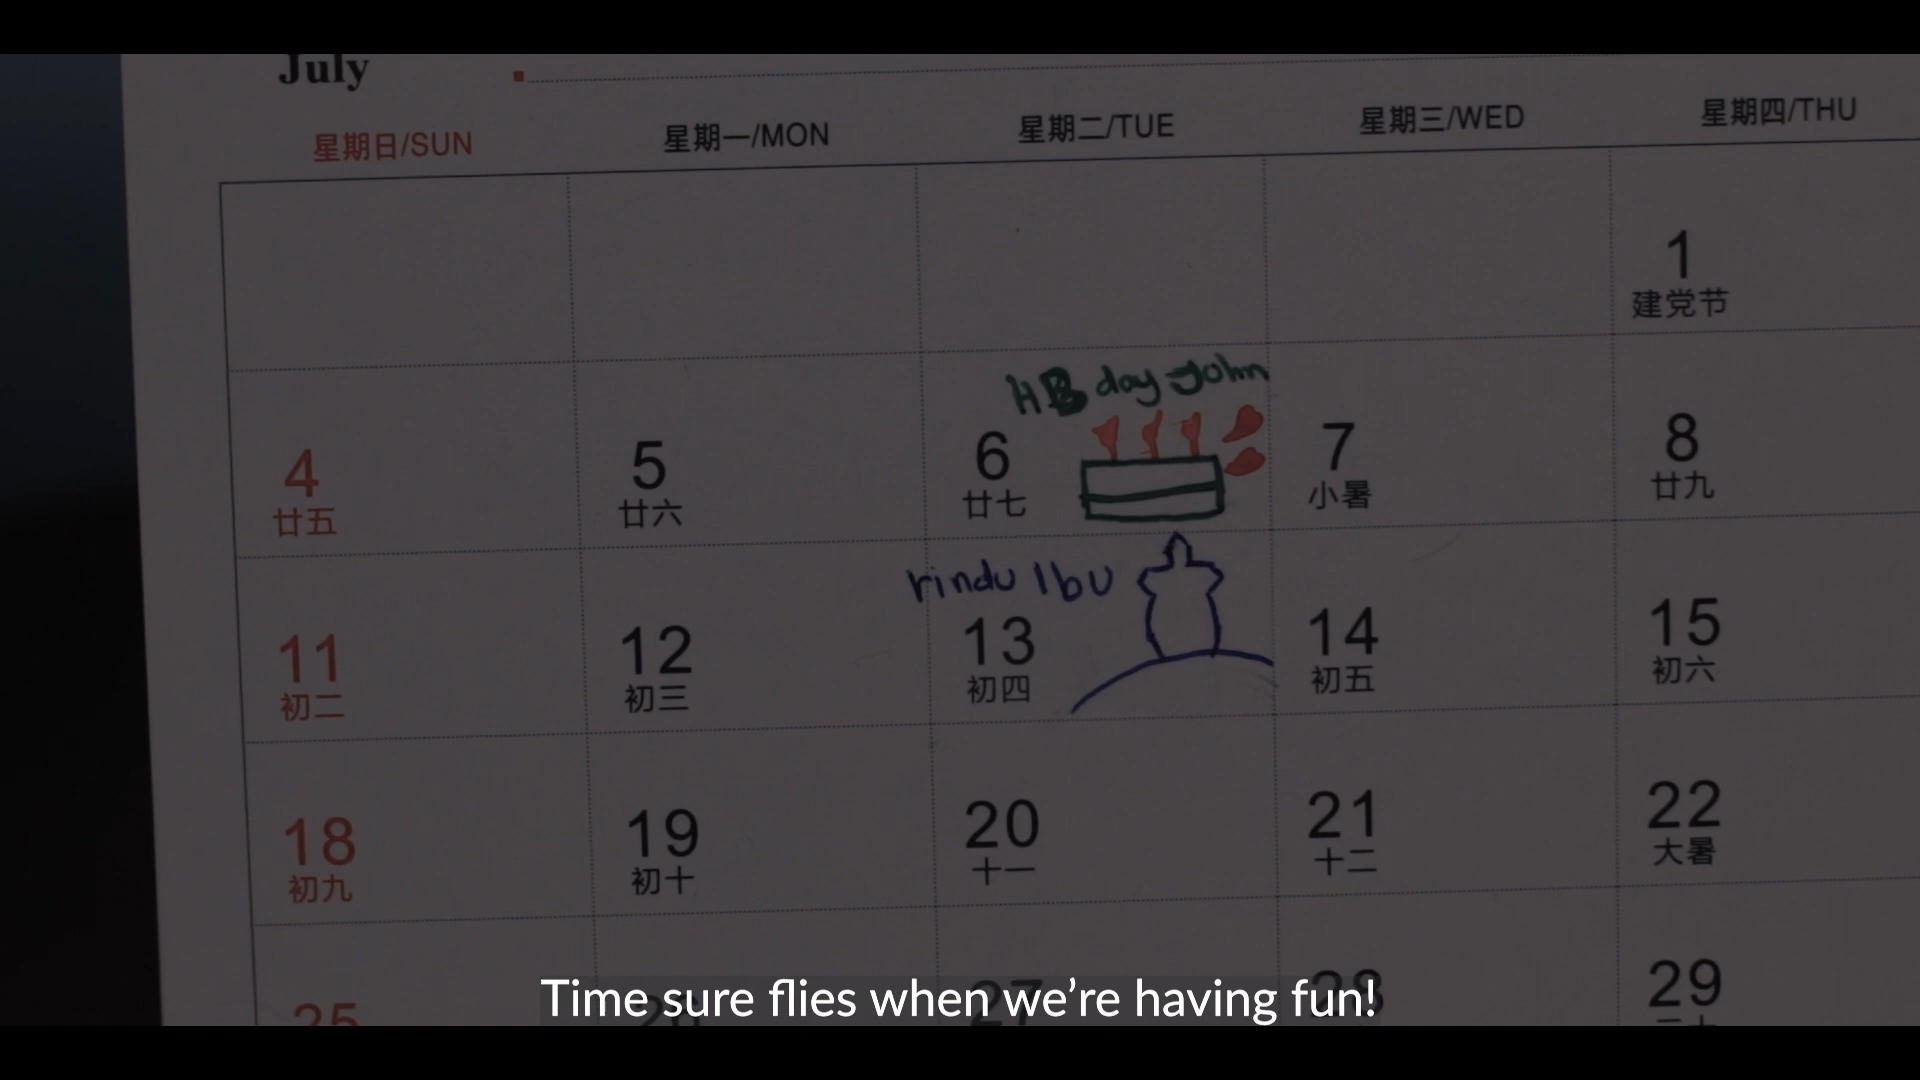 July
星期日/SUN 星期一/MON 星期二/TUE 星期三/WED 星期四/THU
1
建党节
HB day John
4 5 6 7 8
廿五 廿六 廿七 小暑 廿九
rindu Ibu
11 12 13 14 15
初二 初三 初四 初五 初六
18 19 20 21 22
初九 初十 十一 十二 大暑
25 26 27 28 29
Time sure flies when we're having fun!